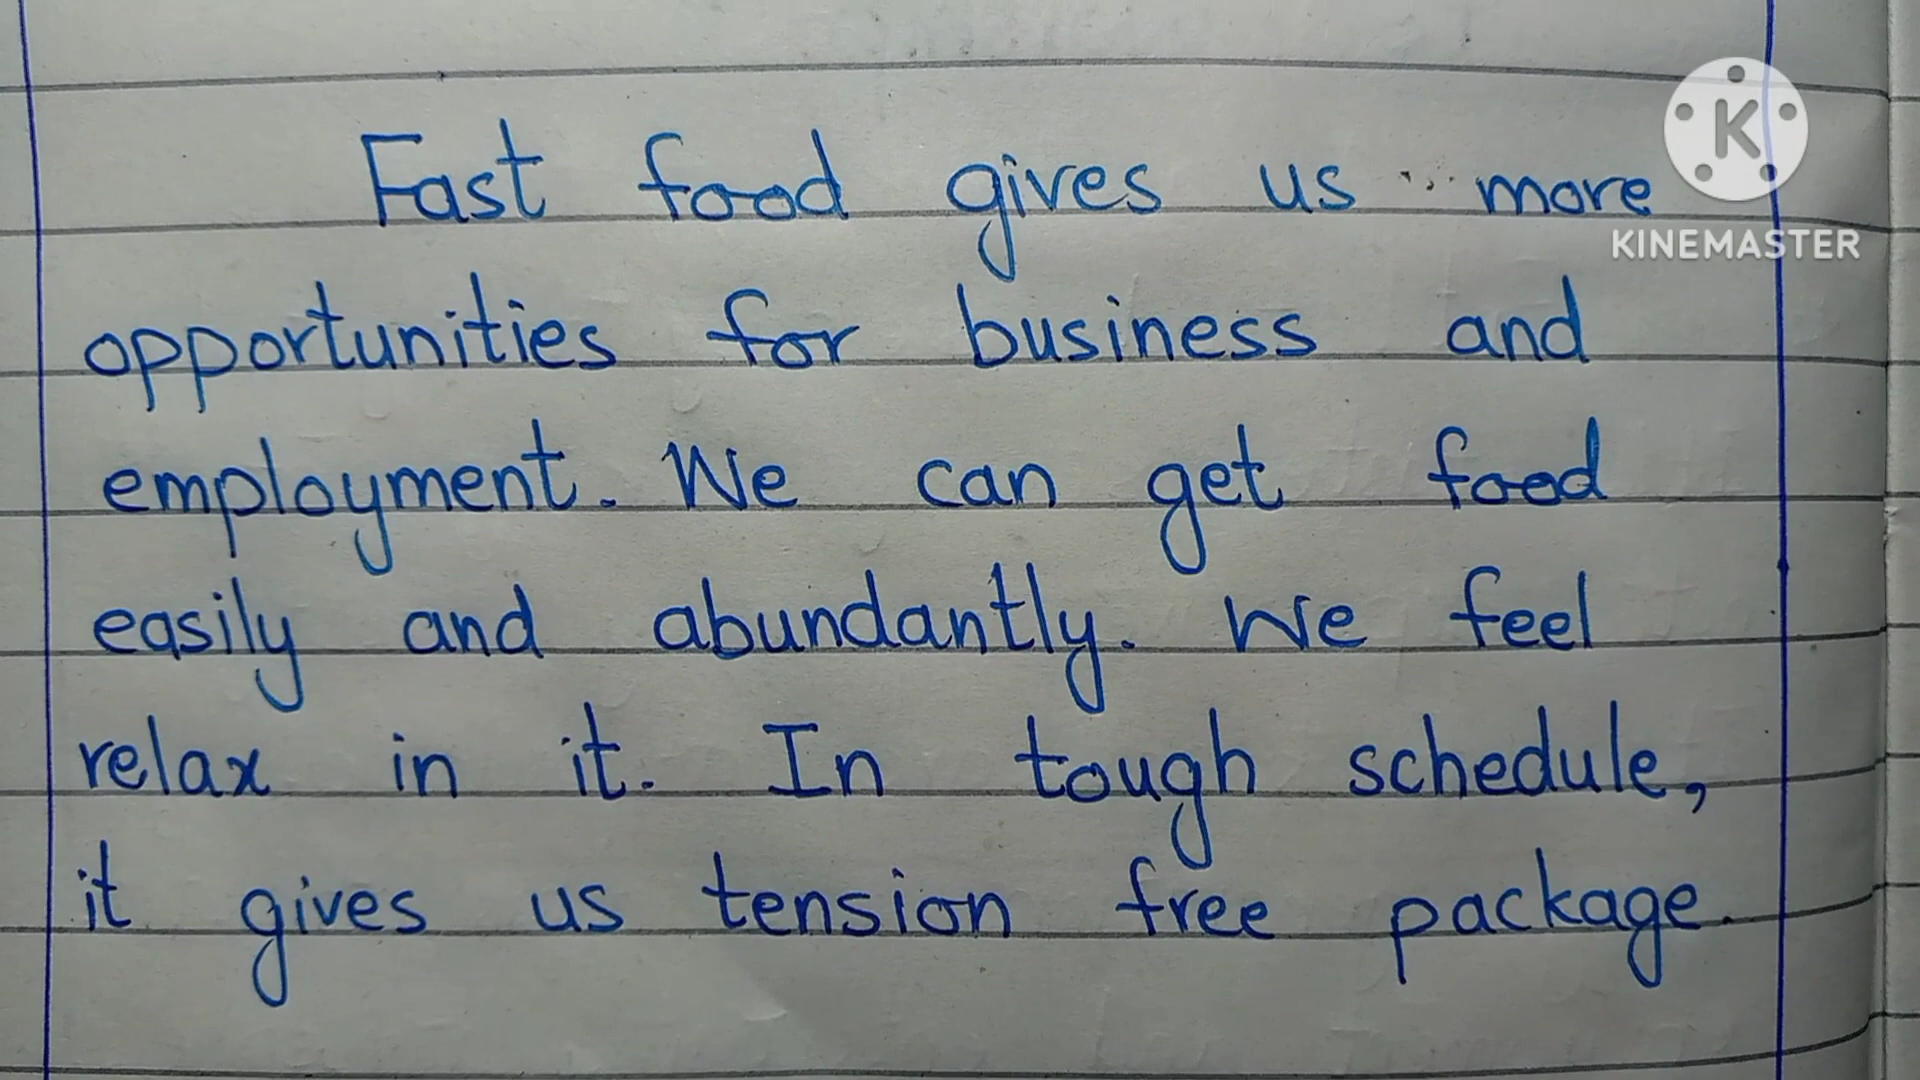 Fast food gives us more
KINEMASTER
opportunities for business and
employment. We can get food
easily and abundantly. We feel
relax in it. In tough schedule,
it gives us tension free package.